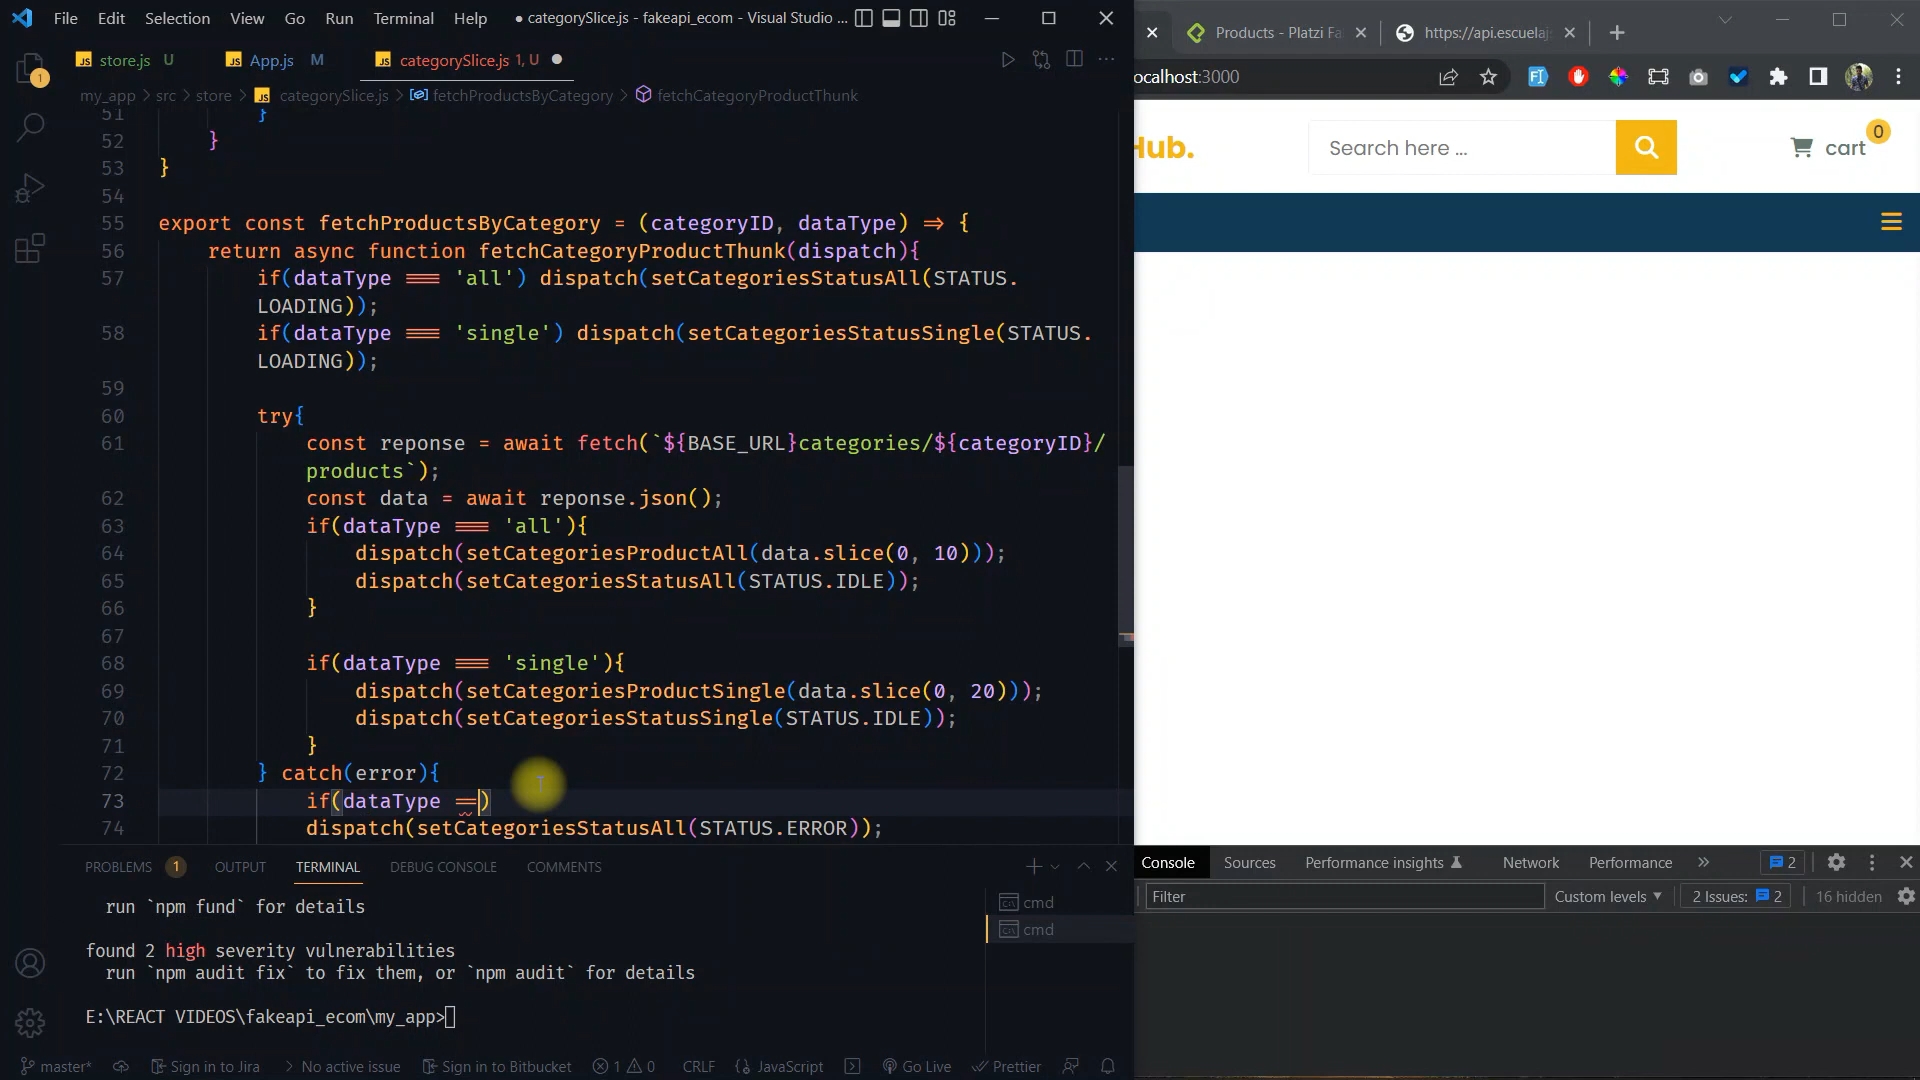 File Edit Selection View Go Run Terminal Help ● categorySlice.js - fakeapi_ecom - Visual Studio ...
JS store.js U JS App.js M JS categorySlice.js 1, U
my_app > src > store > JS categorySlice.js > fetchProductsByCategory > fetchCategoryProductThunk
51 }
52 }
53 }
54
55 export const fetchProductsByCategory = (categoryID, dataType) => {
56 return async function fetchCategoryProductThunk(dispatch){
57 if(dataType === 'all') dispatch(setCategoriesStatusAll(STATUS.
LOADING));
58 if(dataType === 'single') dispatch(setCategoriesStatusSingle(STATUS.
LOADING));
59
60 try{
61 const reponse = await fetch(`${BASE_URL}categories/${categoryID}/
products`);
62 const data = await reponse.json();
63 if(dataType === 'all'){
64 dispatch(setCategoriesProductAll(data.slice(0, 10)));
65 dispatch(setCategoriesStatusAll(STATUS.IDLE));
66 }
67
68 if(dataType === 'single'){
69 dispatch(setCategoriesProductSingle(data.slice(0, 20)));
70 dispatch(setCategoriesStatusSingle(STATUS.IDLE));
71 }
72 } catch(error){
73 if(dataType ==)
74 dispatch(setCategoriesStatusAll(STATUS.ERROR));
PROBLEMS 1 OUTPUT TERMINAL DEBUG CONSOLE COMMENTS
run `npm fund` for details
found 2 high severity vulnerabilities
run `npm audit fix` to fix them, or `npm audit` for details
E:\REACT VIDEOS\fakeapi_ecom\my_app>
cmd
cmd
1
master* Sign in to Jira No active issue Sign in to Bitbucket 1 0 CRLF {} JavaScript Go Live Prettier
Products - Platzi Fa https://api.escuelajs
ocalhost:3000
Hub. Search here ... cart 0
Console Sources Performance insights Network Performance » 2
Filter Custom levels 2 Issues: 2 16 hidden